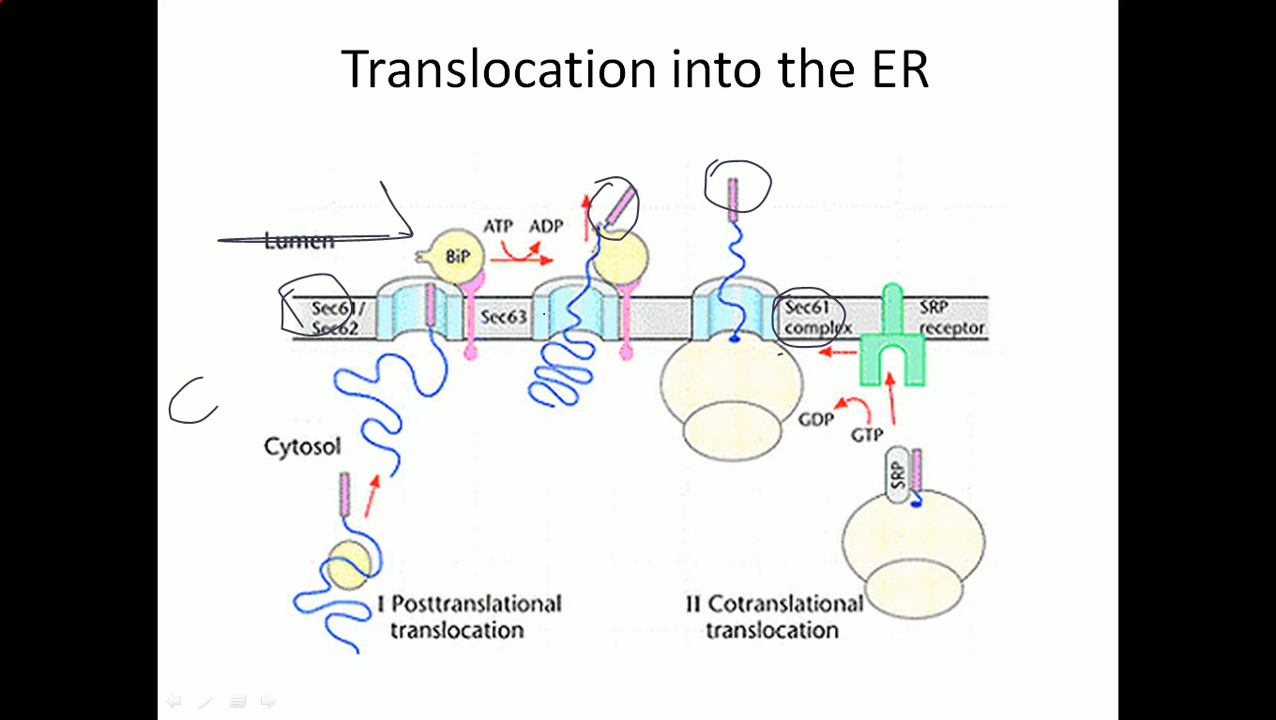 Translocation into the ER
Lumen
BiP
ATP ADP
Sec61/
Sec62
Sec63
Sec61
complex
SRP
receptor
GDP
GTP
SRP
Cytosol
I Posttranslational
translocation
II Cotranslational
translocation